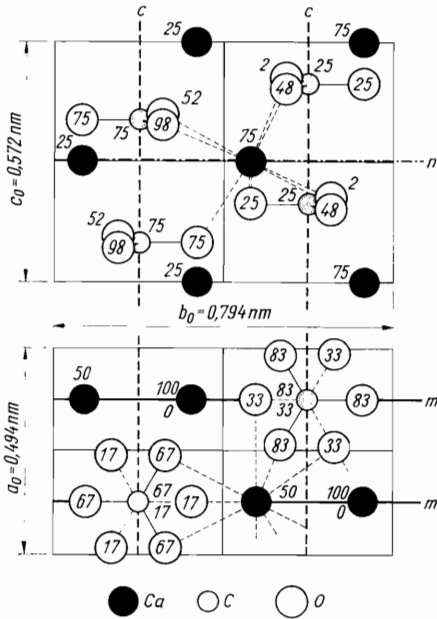 c c
25 75
2 25
75 52 48 25
75 98
25 75 n
25 25 2
48
52 75
98 75
25 75
c₀ = 0,572 nm
b₀ = 0,794 nm
83 33
50 100 83
0 33 33 83 m
83 33
17 67
67 67 17 50 100 m
17 0
17 67
a₀ = 0,494 nm
Ca C O